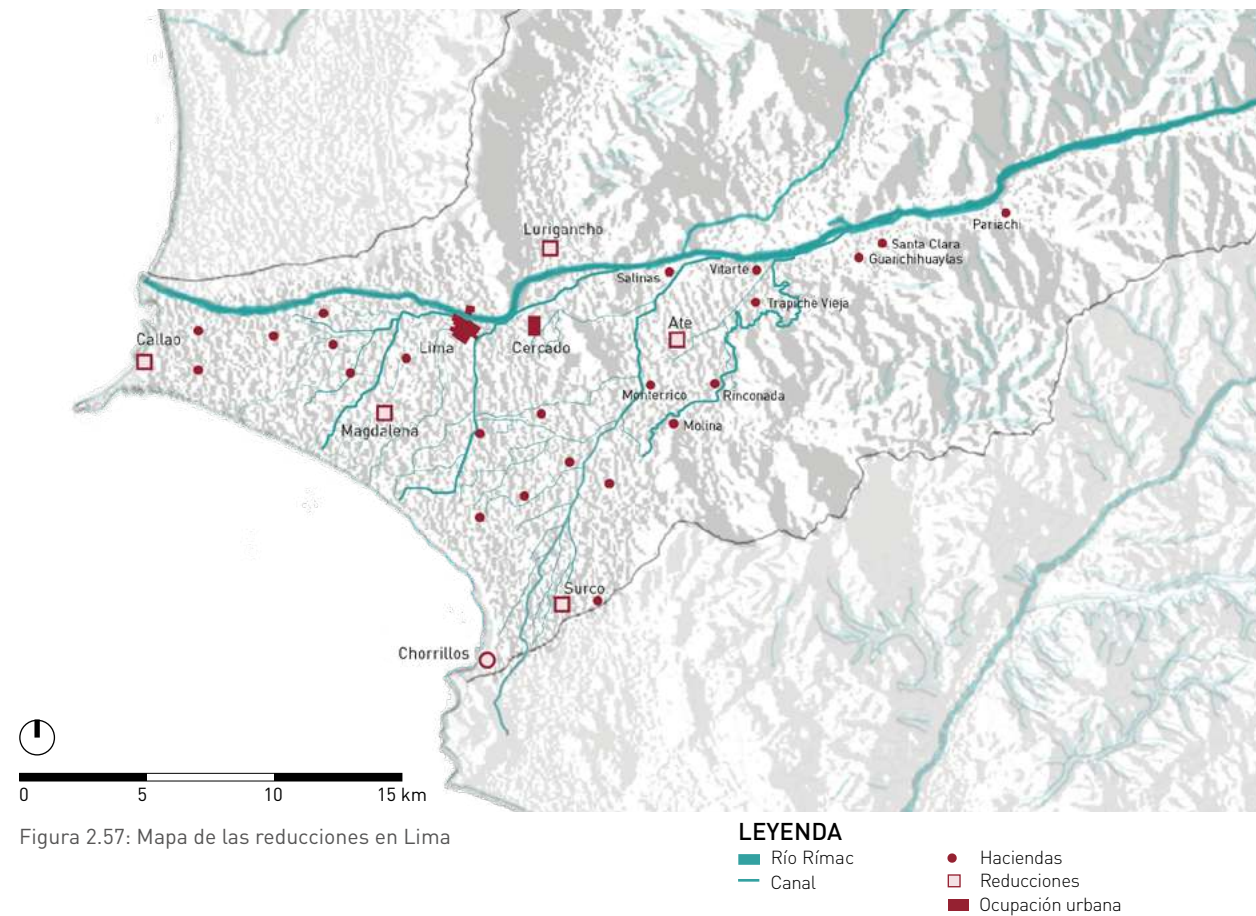 Lurigancho
Pariachi
Santa Clara
Guanchihuaylas
Salinas
Vitarte
Trapiche Vieja
Callao
Lima
Cercado
Ate
Monterrico
Rinconada
Magdalena
Molina
Surco
Chorrillos
0 5 10 15 km
Figura 2.57: Mapa de las reducciones en Lima
LEYENDA
Río Rímac
Canal
Haciendas
Reducciones
Ocupación urbana